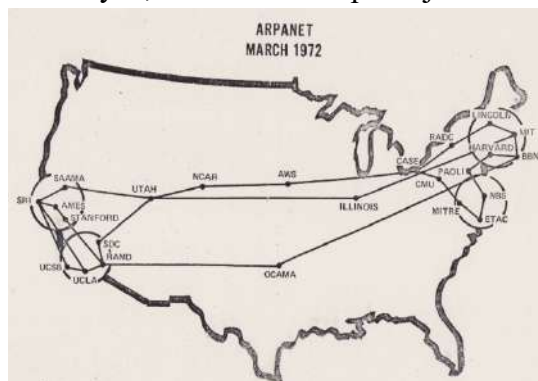 ARPANET
MARCH 1972
LINCOLN
RADC
MIT
HARVARD
BBN
CASE
PAOLI
CMU
SAAMA
NCAR
AWS
UTAH
ILLINOIS
SRI
AMES
STANFORD
NBS
MITRE
ETAC
SDC
RAND
UCSB
UCLA
OCAMA